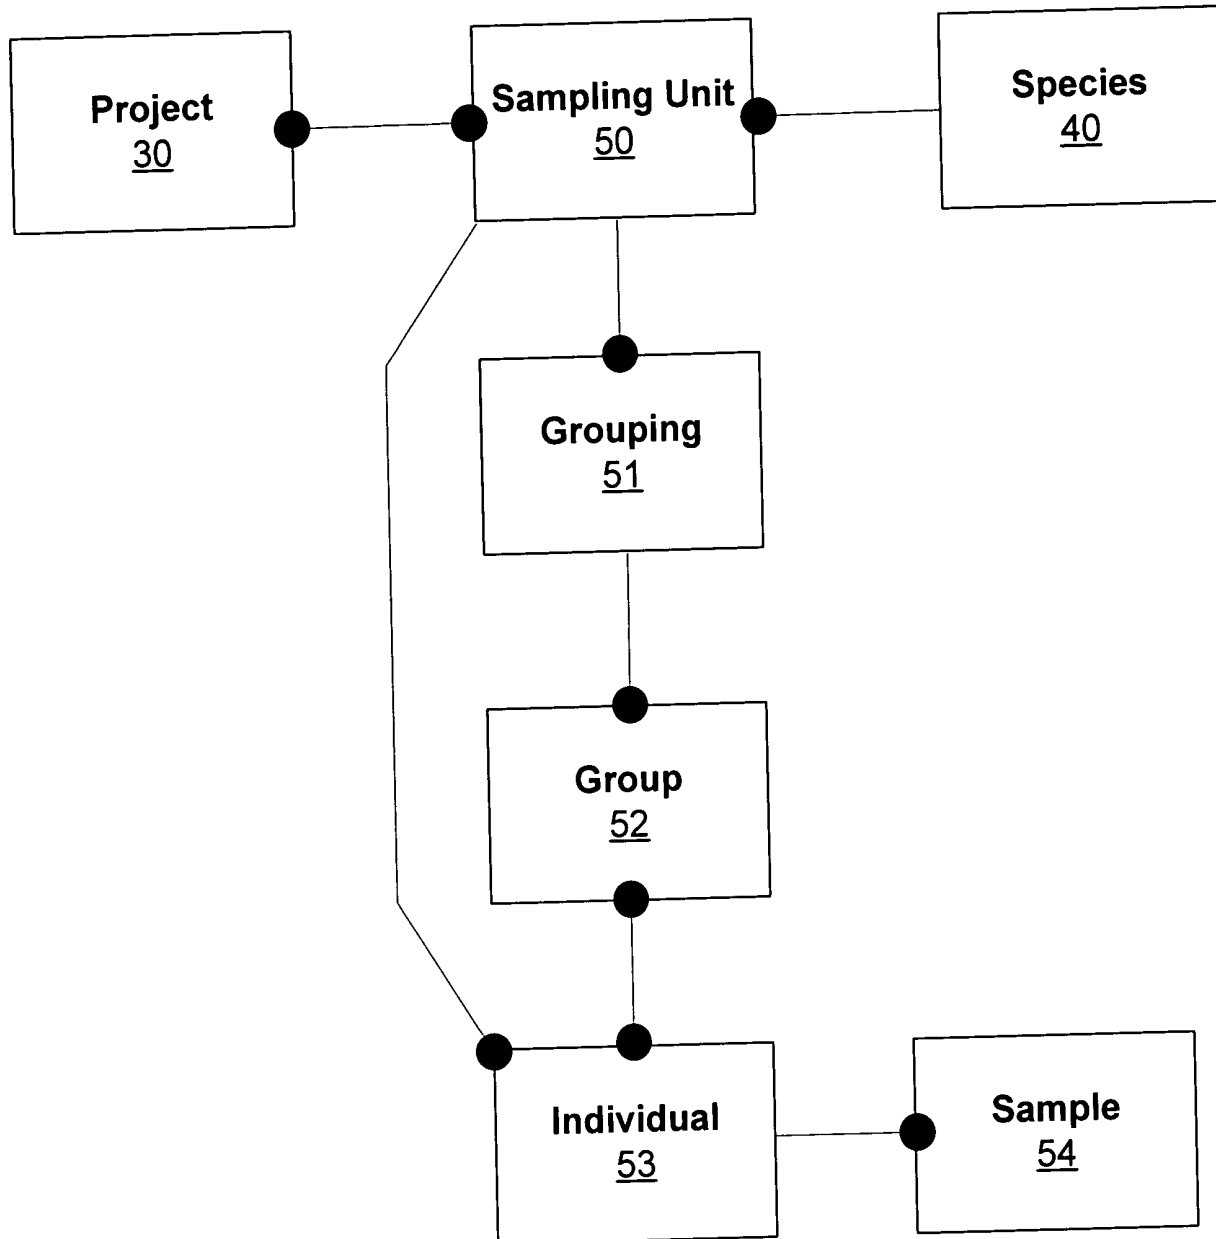 Project
30
Sampling Unit
50
Species
40
Grouping
51
Group
52
Individual
53
Sample
54